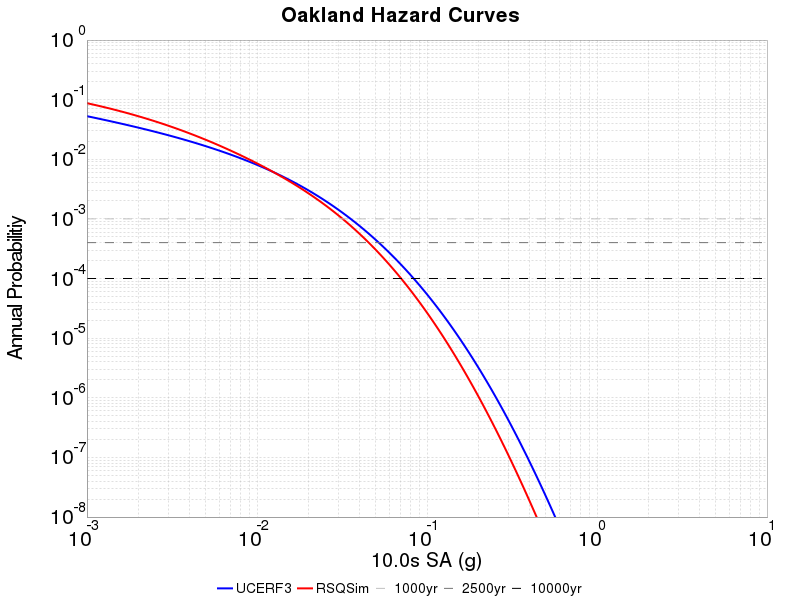 Oakland Hazard Curves
Annual Probability
10^0
10^-1
10^-2
10^-3
10^-4
10^-5
10^-6
10^-7
10^-8
10^-3 10^-2 10^-1 10^0 10^1
10.0s SA (g)
UCERF3 RSQSim 1000yr 2500yr 10000yr